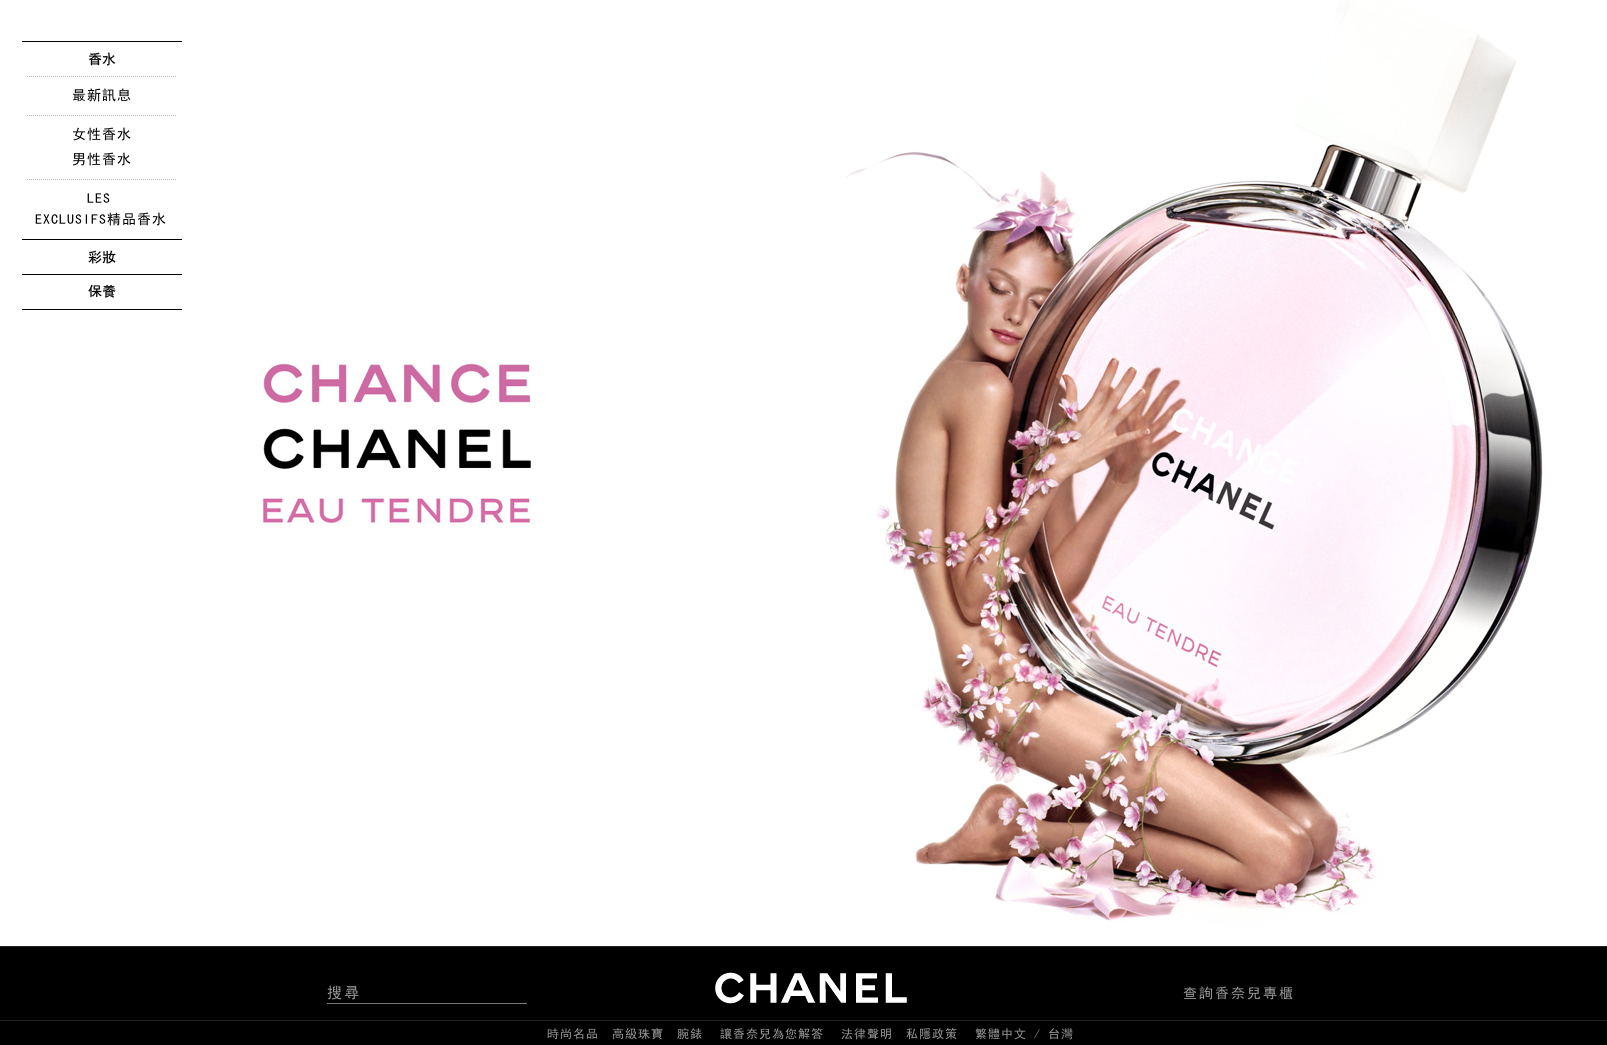 香水
最新訊息
女性香水
男性香水
LES
EXCLUSIFS精品香水
彩妝
保養
CHANCE
CHANEL
EAU TENDRE
CHANCE
CHANEL
EAU TENDRE
搜尋
CHANEL
查詢香奈兒專櫃
時尚名品 高級珠寶 腕錶 讓香奈兒為您解答 法律聲明 私隱政策 繁體中文 / 台灣